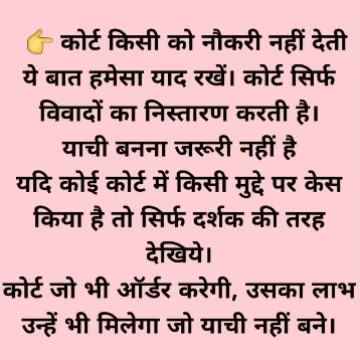 👉 कोर्ट किसी को नौकरी नहीं देती
ये बात हमेसा याद रखें। कोर्ट सिर्फ
विवादों का निस्तारण करती है।
याची बनना जरूरी नहीं है
यदि कोई कोर्ट में किसी मुद्दे पर केस
किया है तो सिर्फ दर्शक की तरह
देखिये।
कोर्ट जो भी ऑर्डर करेगी, उसका लाभ
उन्हें भी मिलेगा जो याची नहीं बने।